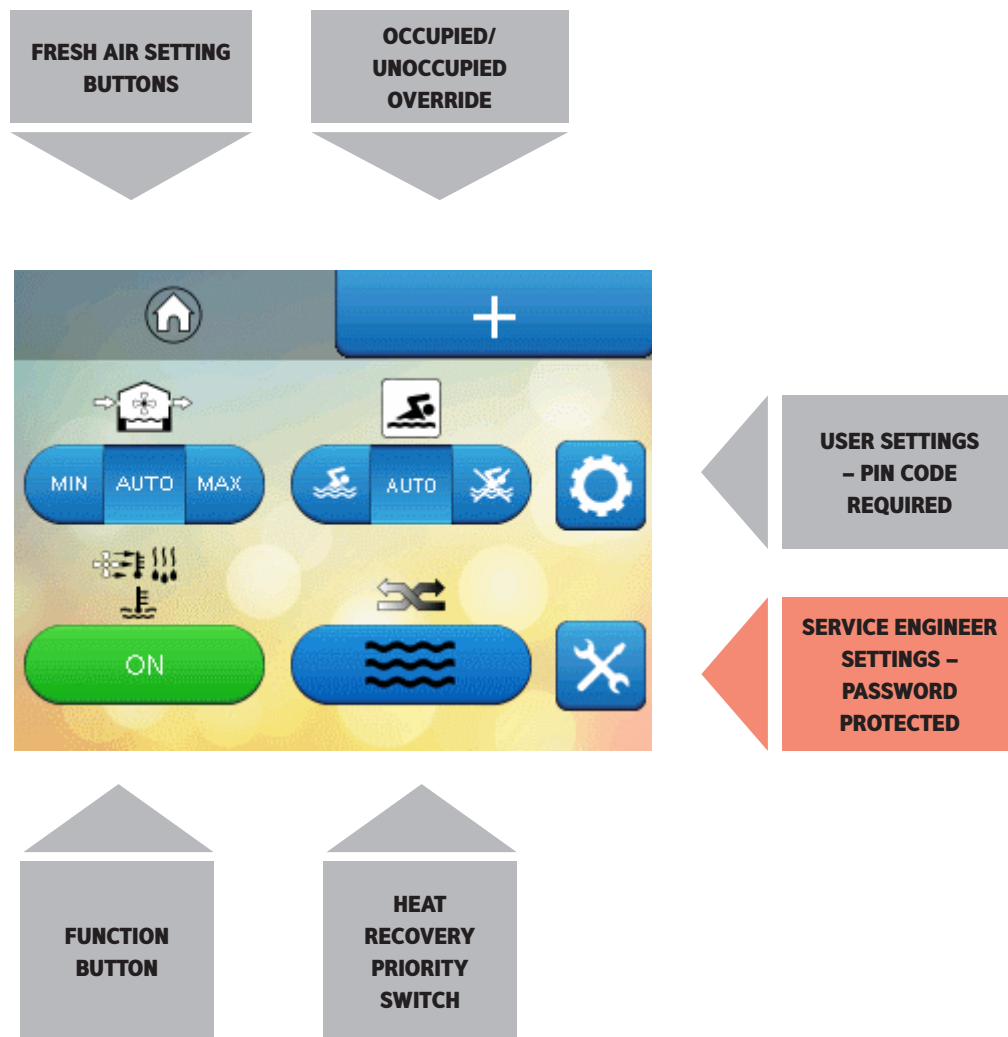 FRESH AIR SETTING
BUTTONS
OCCUPIED/
UNOCCUPIED
OVERRIDE
MIN AUTO MAX
AUTO
USER SETTINGS
– PIN CODE
REQUIRED
ON
SERVICE ENGINEER
SETTINGS –
PASSWORD
PROTECTED
FUNCTION
BUTTON
HEAT
RECOVERY
PRIORITY
SWITCH